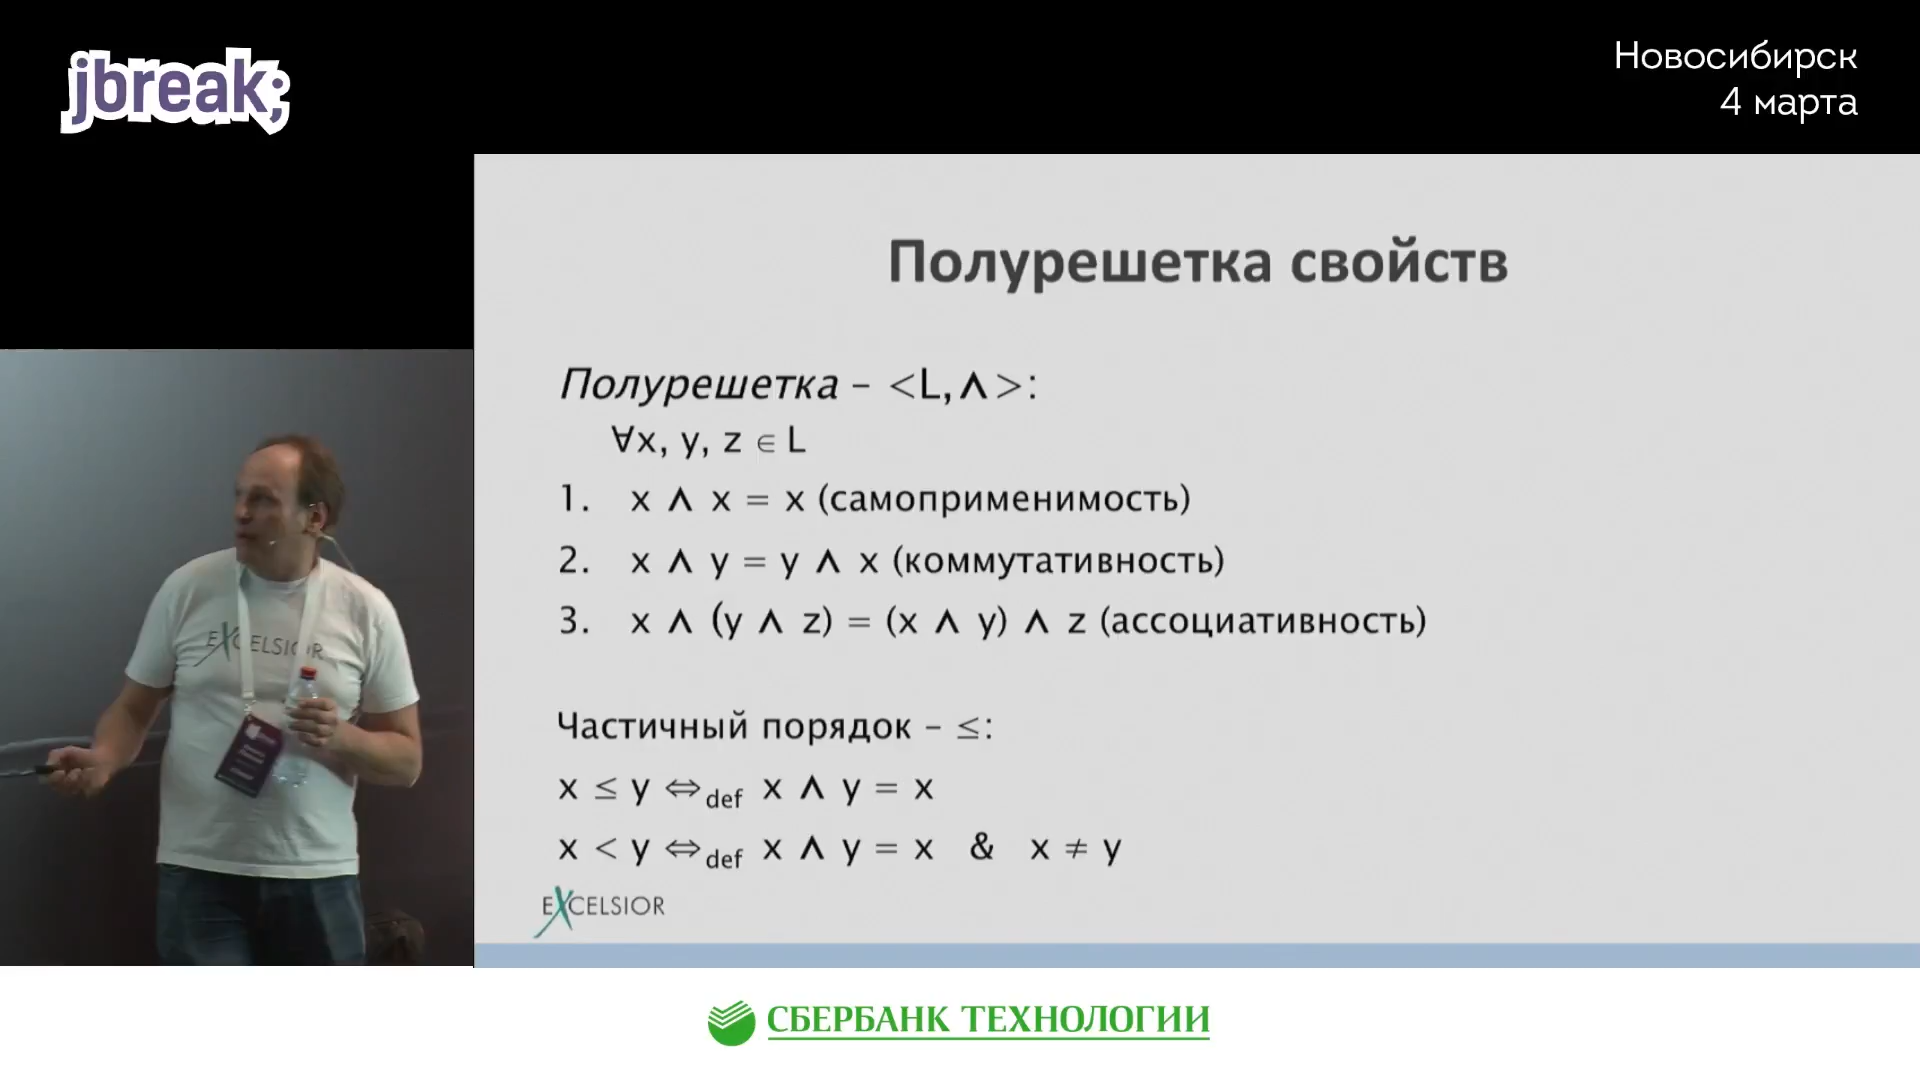 jbreak;
Новосибирск
4 марта
Полурешетка свойств
Полурешетка – <L,∧>:
∀x, y, z ∈ L
1. x ∧ x = x (самоприменимость)
2. x ∧ y = y ∧ x (коммутативность)
3. x ∧ (y ∧ z) = (x ∧ y) ∧ z (ассоциативность)
Частичный порядок – ≤:
x ≤ y ⇔def x ∧ y = x
x < y ⇔def x ∧ y = x & x ≠ y
EXCELSIOR
EXCELSIOR
СБЕРБАНК ТЕХНОЛОГИИ